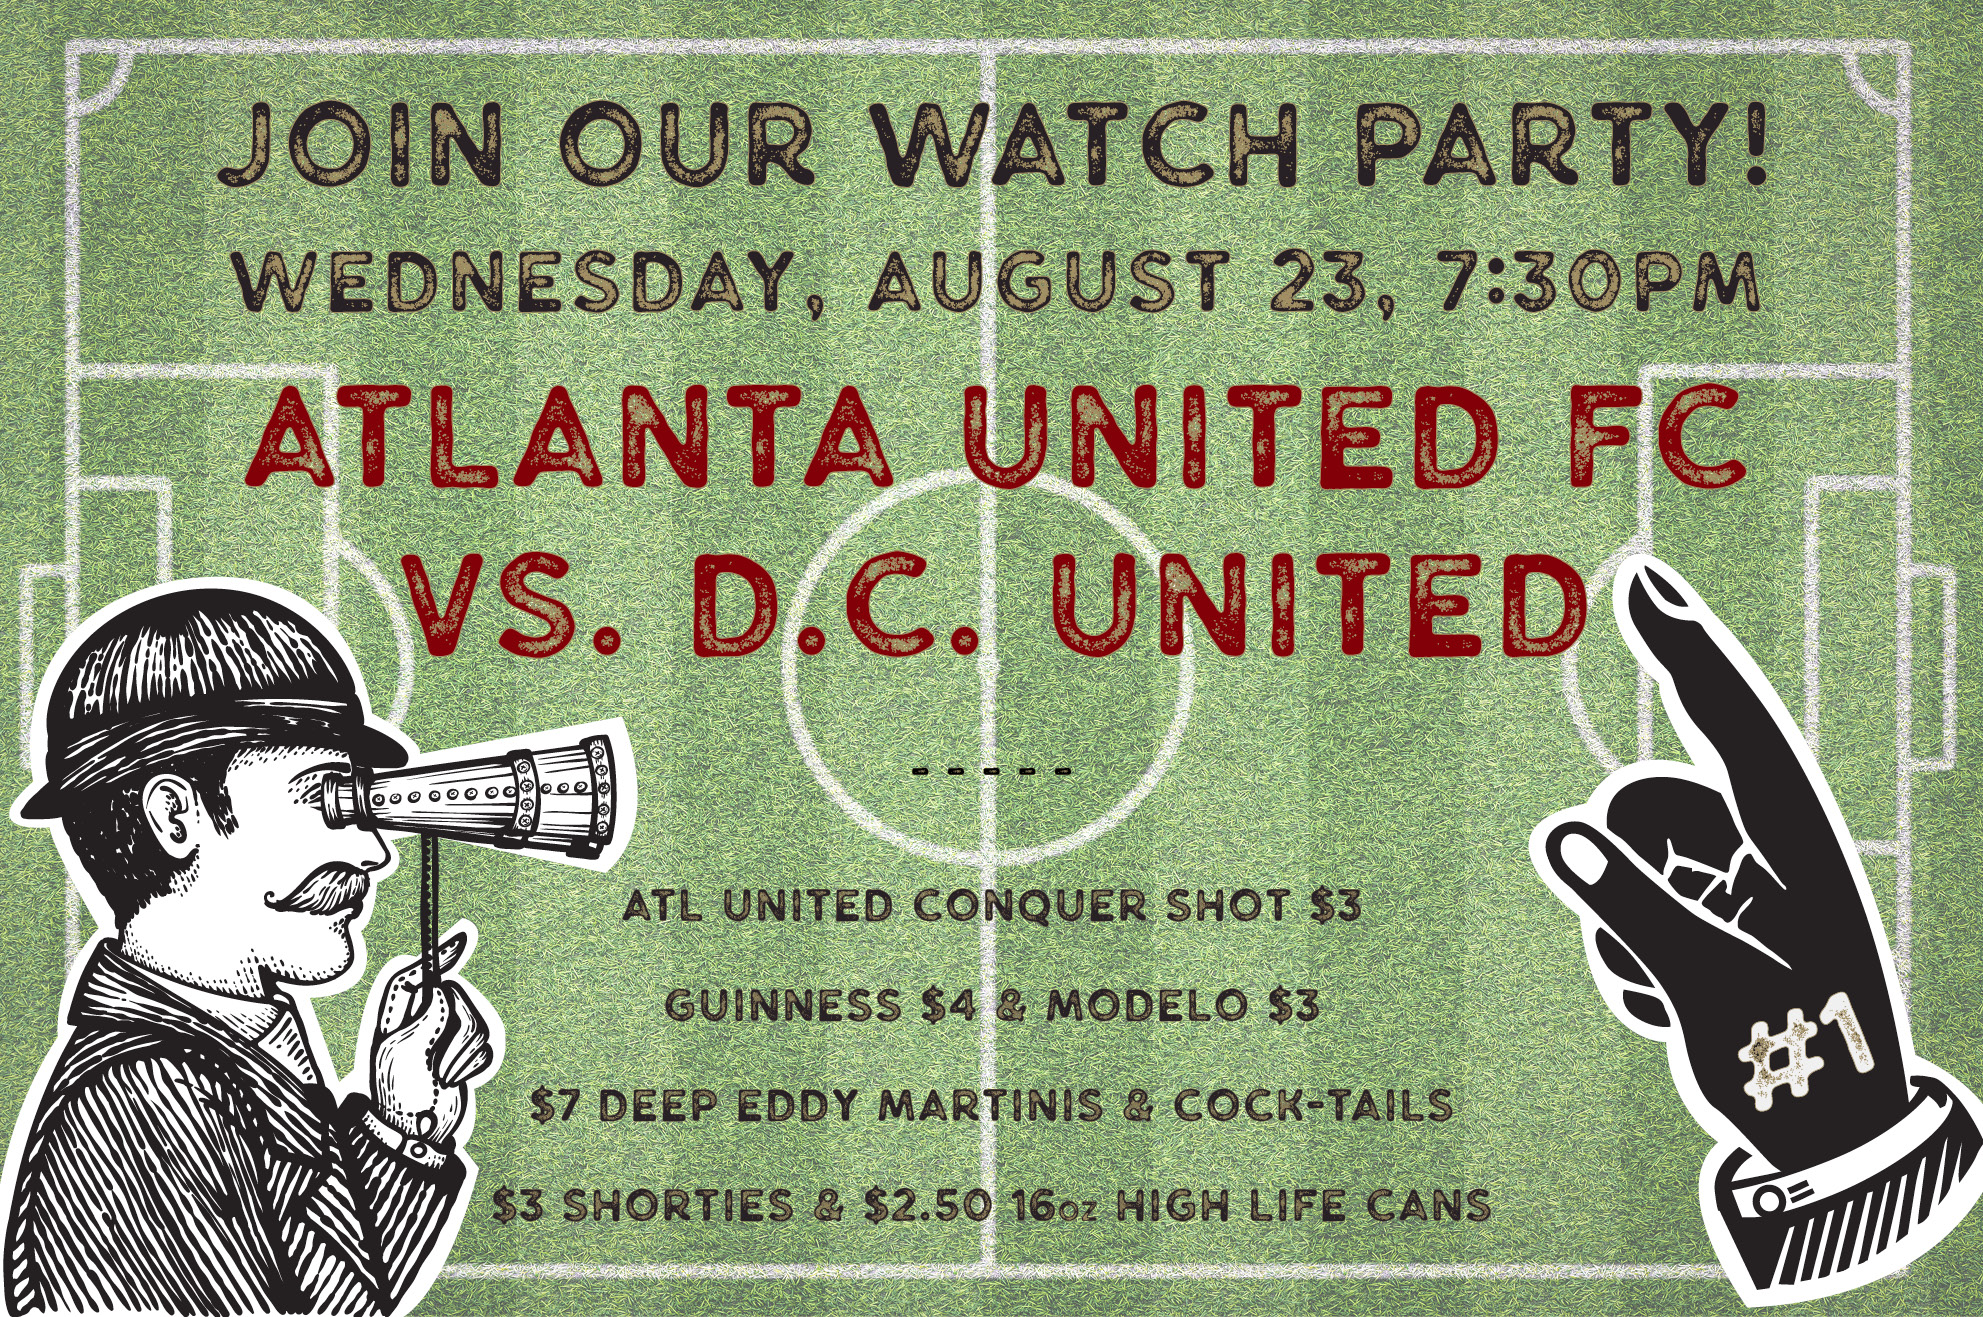 JOIN OUR WATCH PARTY!
WEDNESDAY, AUGUST 23, 7:30PM
ATLANTA UNITED FC
VS. D.C. UNITED
- - - - -
ATL UNITED CONQUER SHOT $3
GUINNESS $4 & MODELO $3
$7 DEEP EDDY MARTINIS & COCK-TAILS
$3 SHORTIES & $2.50 16oz HIGH LIFE CANS
#1